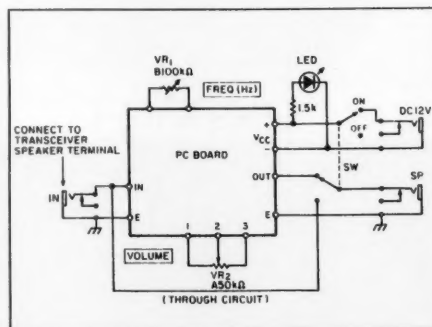 VR1
B100kΩ
FREQ (Hz)
LED
1.5k
ON
OFF
DC12V
CONNECT TO
TRANSCEIVER
SPEAKER TERMINAL
PC BOARD
+
VCC
−
IN
IN
OUT
SW
SP
E
E
1 2 3
VOLUME
VR2
A50kΩ
(THROUGH CIRCUIT)